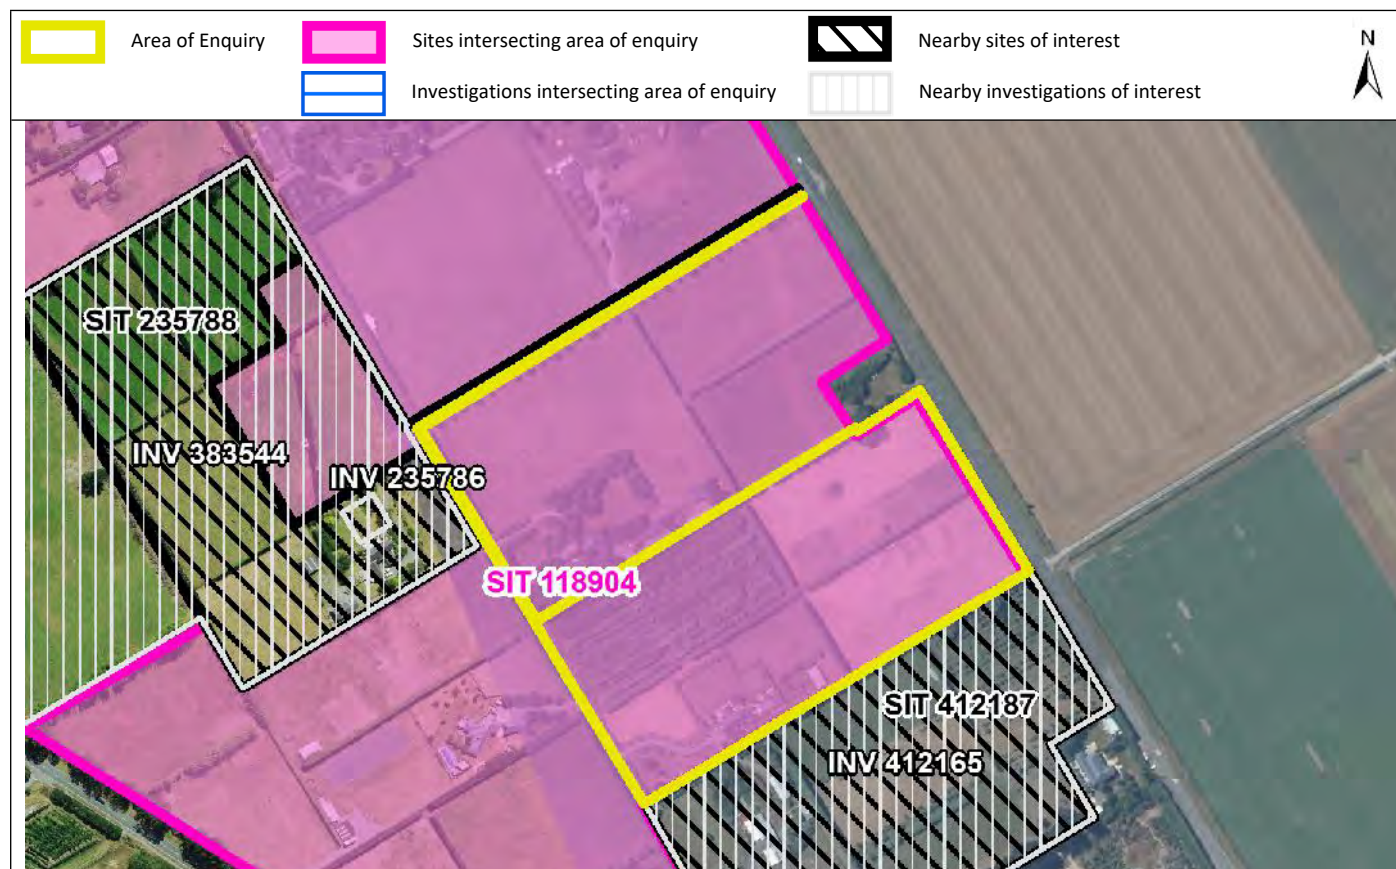 Area of Enquiry
Sites intersecting area of enquiry
Nearby sites of interest
N
Investigations intersecting area of enquiry
Nearby investigations of interest
SIT 235788
INV 383544
INV 235786
SIT 118904
SIT 412187
INV 412165